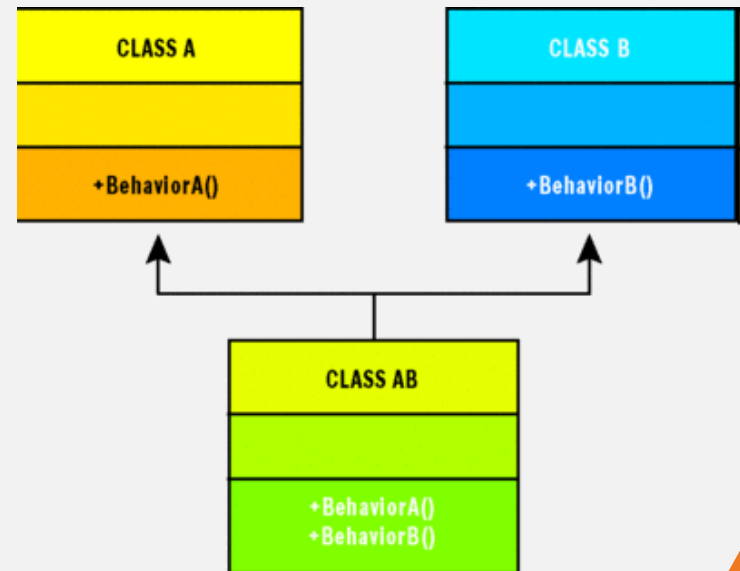 CLASS A
CLASS B
+BehaviorA()
+BehaviorB()
CLASS AB
+BehaviorA()
+BehaviorB()